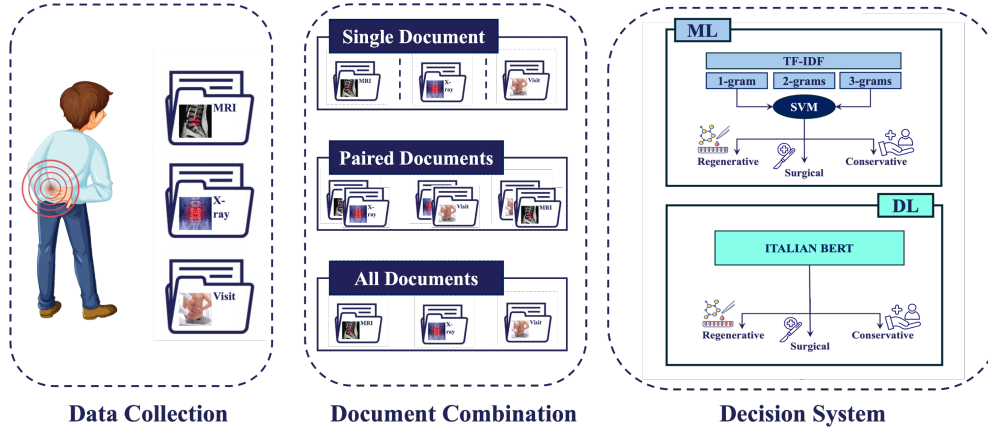 MRI
X-
ray
Visit
Data Collection
Single Document
MRI
X-
ray
Visit
Paired Documents
MRI
X-
ray
Visit
MRI
All Documents
MRI
X-
ray
Visit
Document Combination
ML
TF-IDF
1-gram 2-grams 3-grams
SVM
Regenerative
Surgical
Conservative
DL
ITALIAN BERT
Regenerative
Surgical
Conservative
Decision System